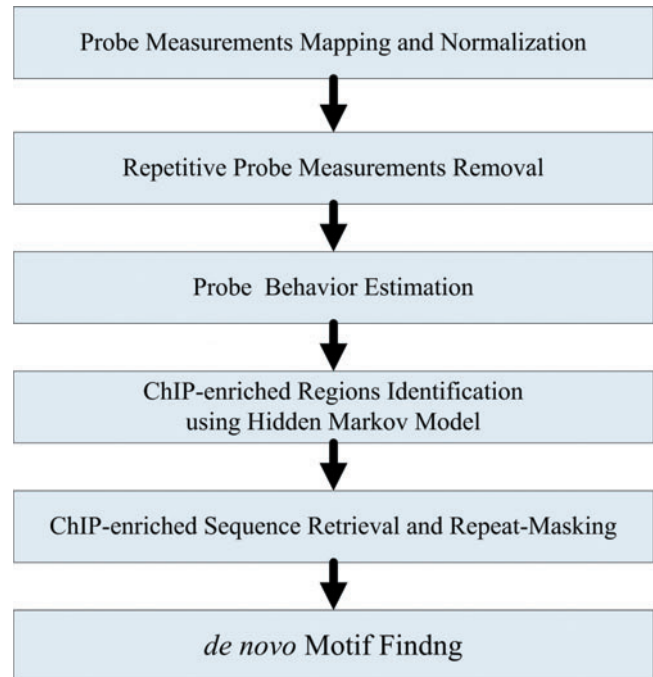 Probe Measurements Mapping and Normalization
Repetitive Probe Measurements Removal
Probe Behavior Estimation
ChIP-enriched Regions Identification
using Hidden Markov Model
ChIP-enriched Sequence Retrieval and Repeat-Masking
de novo Motif Findng